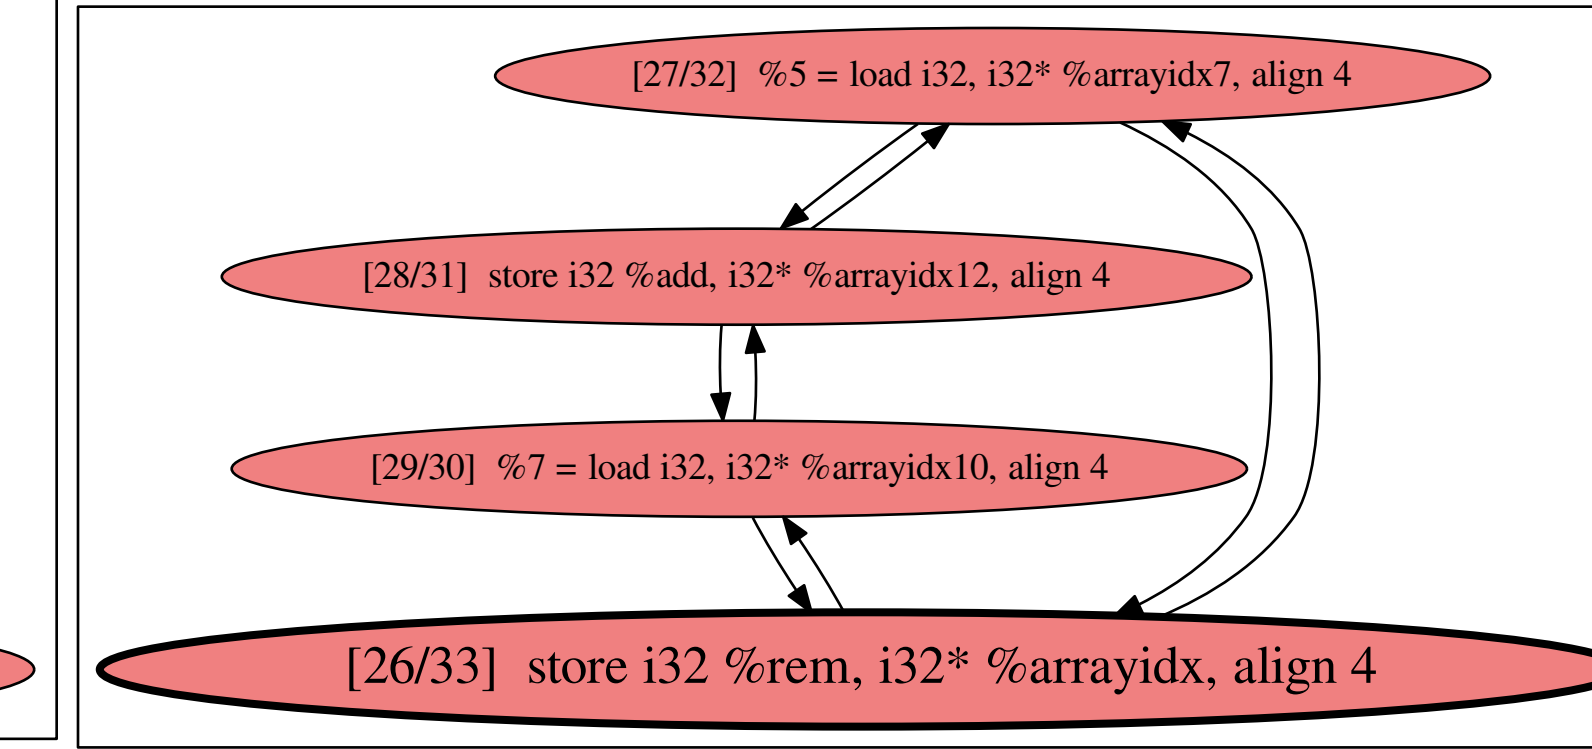 [27/32]  %5 = load i32, i32* %arrayidx7, align 4
[28/31]  store i32 %add, i32* %arrayidx12, align 4
[29/30]  %7 = load i32, i32* %arrayidx10, align 4
[26/33]  store i32 %rem, i32* %arrayidx, align 4